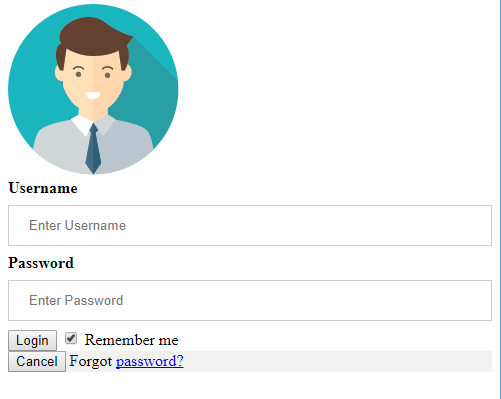 Username
Enter Username
Password
Enter Password
Login Remember me
Cancel Forgot password?